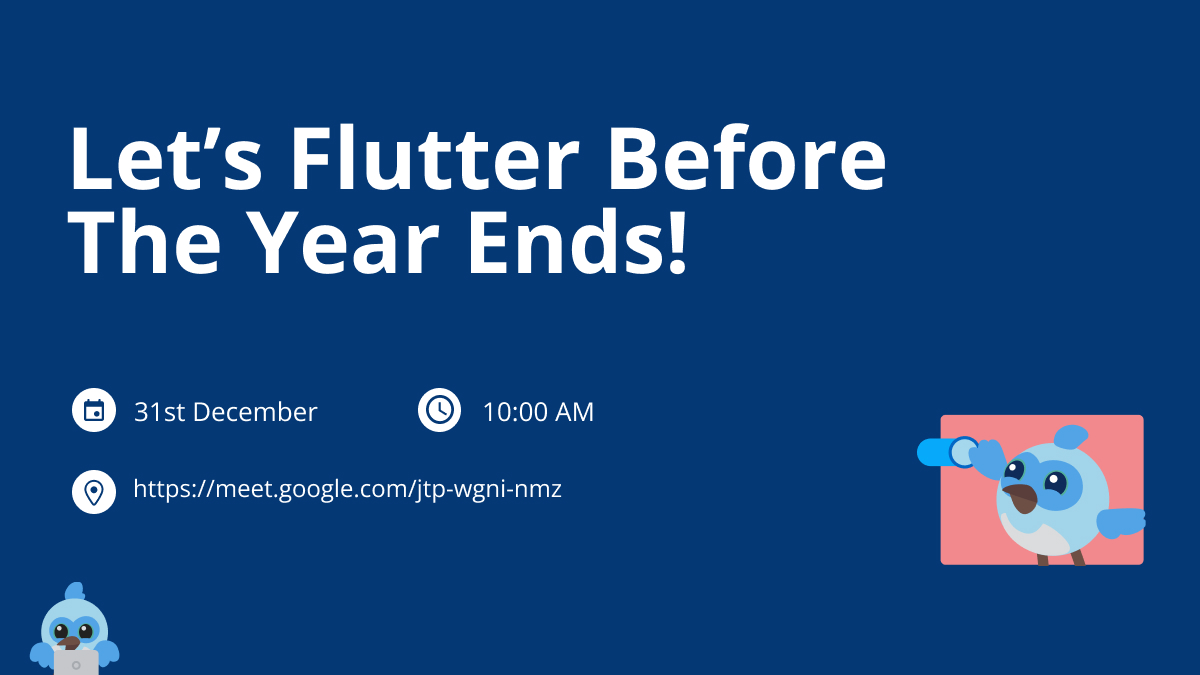 Let’s Flutter Before
The Year Ends!
31st December
10:00 AM
https://meet.google.com/jtp-wgni-nmz